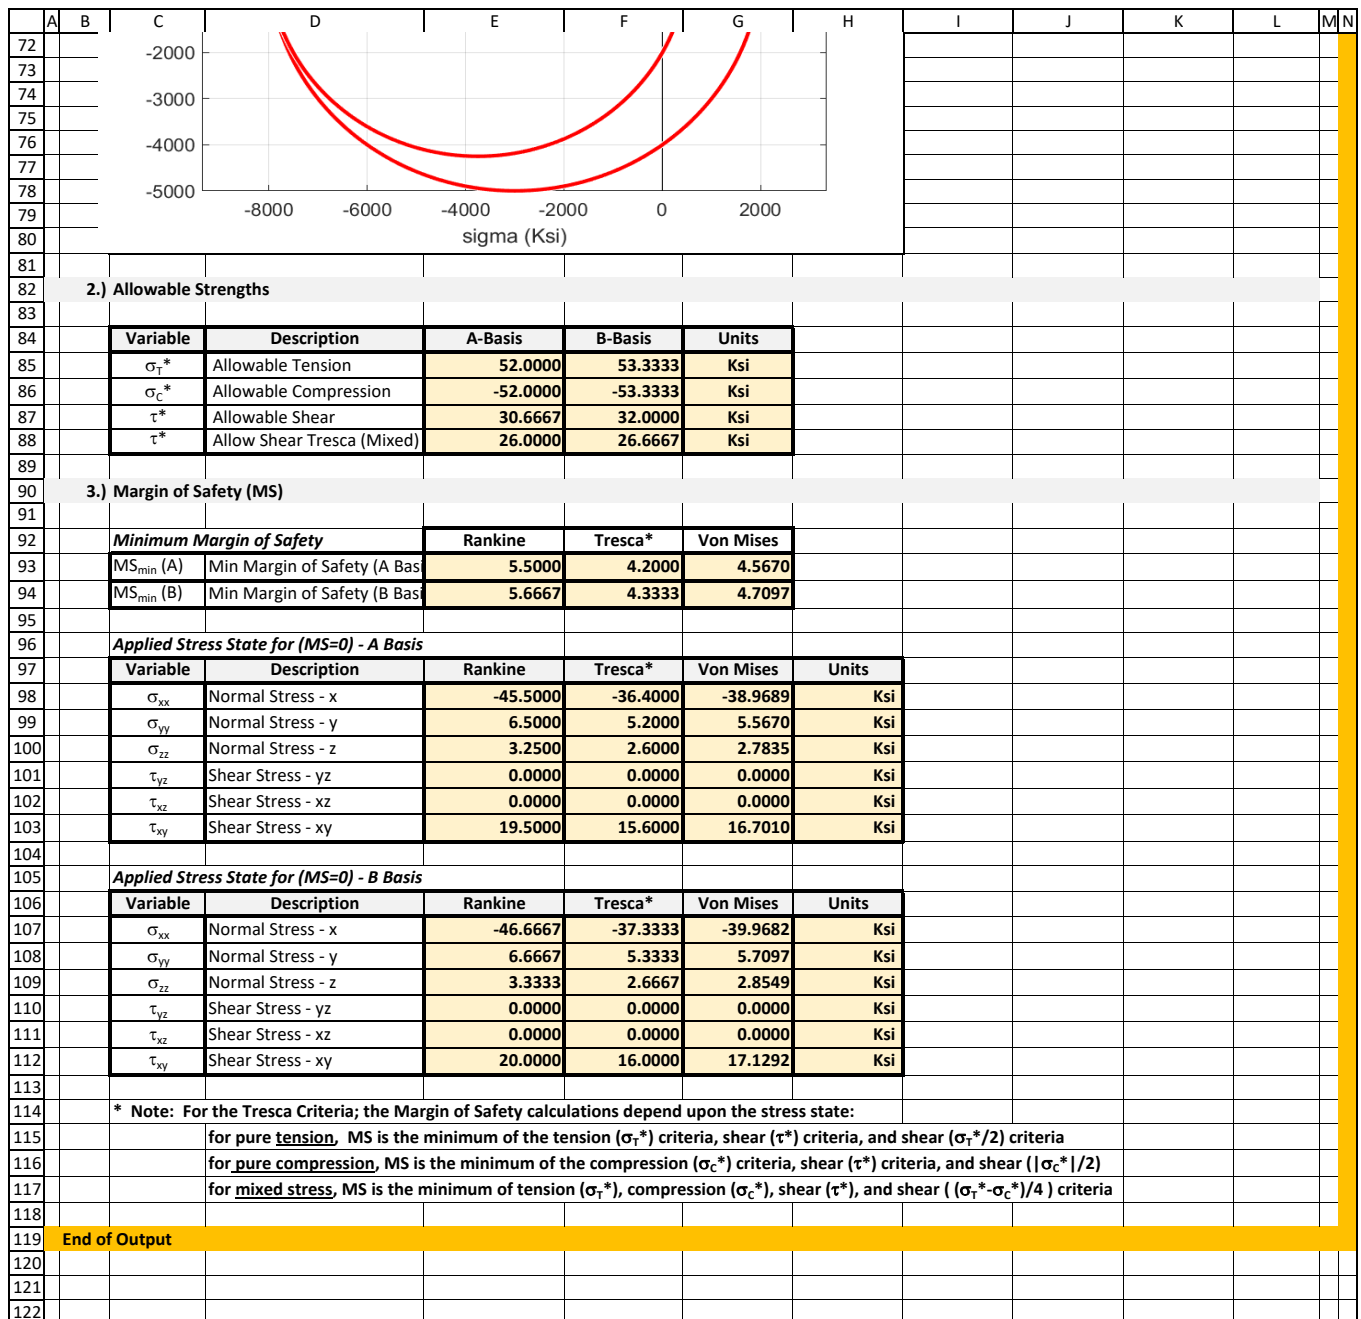 A B C D E F G H I J K L M N
72
73 -2000
74 -3000
75
76 -4000
77
78 -5000
79 -8000 -6000 -4000 -2000 0 2000
80 sigma (Ksi)
81
82 2.) Allowable Strengths
83
84 Variable Description A-Basis B-Basis Units
85 σT* Allowable Tension 52.0000 53.3333 Ksi
86 σC* Allowable Compression -52.0000 -53.3333 Ksi
87 τ* Allowable Shear 30.6667 32.0000 Ksi
88 τ* Allow Shear Tresca (Mixed) 26.0000 26.6667 Ksi
89
90 3.) Margin of Safety (MS)
91
92 Minimum Margin of Safety Rankine Tresca* Von Mises
93 MSmin (A) Min Margin of Safety (A Basi 5.5000 4.2000 4.5670
94 MSmin (B) Min Margin of Safety (B Basi 5.6667 4.3333 4.7097
95
96 Applied Stress State for (MS=0) - A Basis
97 Variable Description Rankine Tresca* Von Mises Units
98 σxx Normal Stress - x -45.5000 -36.4000 -38.9689 Ksi
99 σyy Normal Stress - y 6.5000 5.2000 5.5670 Ksi
100 σzz Normal Stress - z 3.2500 2.6000 2.7835 Ksi
101 τyz Shear Stress - yz 0.0000 0.0000 0.0000 Ksi
102 τxz Shear Stress - xz 0.0000 0.0000 0.0000 Ksi
103 τxy Shear Stress - xy 19.5000 15.6000 16.7010 Ksi
104
105 Applied Stress State for (MS=0) - B Basis
106 Variable Description Rankine Tresca* Von Mises Units
107 σxx Normal Stress - x -46.6667 -37.3333 -39.9682 Ksi
108 σyy Normal Stress - y 6.6667 5.3333 5.7097 Ksi
109 σzz Normal Stress - z 3.3333 2.6667 2.8549 Ksi
110 τyz Shear Stress - yz 0.0000 0.0000 0.0000 Ksi
111 τxz Shear Stress - xz 0.0000 0.0000 0.0000 Ksi
112 τxy Shear Stress - xy 20.0000 16.0000 17.1292 Ksi
113
114 * Note: For the Tresca Criteria; the Margin of Safety calculations depend upon the stress state:
115 for pure tension, MS is the minimum of the tension (σT*) criteria, shear (τ*) criteria, and shear (σT*/2) criteria
116 for pure compression, MS is the minimum of the compression (σC*) criteria, shear (τ*) criteria, and shear (|σC*|/2)
117 for mixed stress, MS is the minimum of tension (σT*), compression (σC*), shear (τ*), and shear ( (σT*-σC*)/4 ) criteria
118
119 End of Output
120
121
122